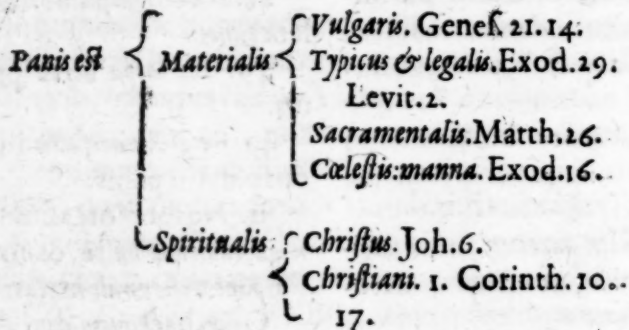 Vulgaris. Geneſ. 21. 14.
Panis est Materialis Typicus & legalis. Exod. 29.
Levit. 2.
Sacramentalis. Matth. 26.
Cœleſtis: manna. Exod. 16.
Spiritualis Chriſtus. Joh. 6.
Chriſtiani. 1. Corinth. 10.
17.